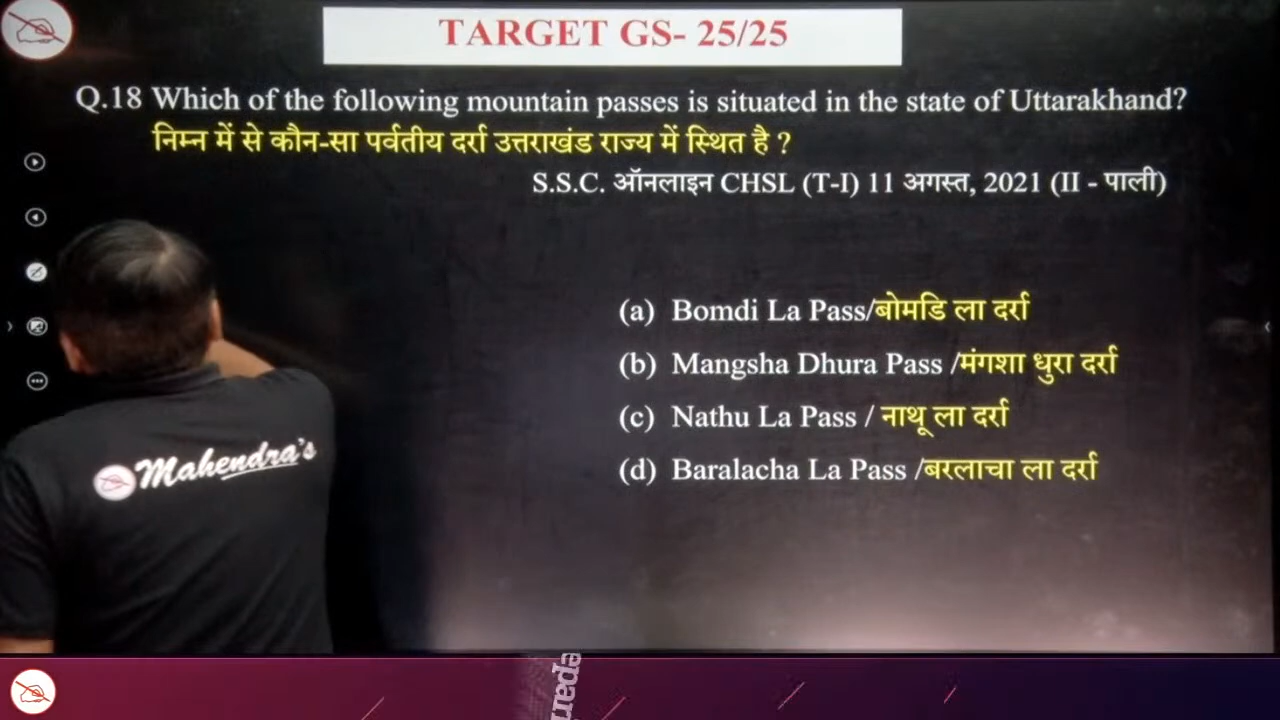 TARGET GS- 25/25
Q.18 Which of the following mountain passes is situated in the state of Uttarakhand?
निम्न में से कौन-सा पर्वतीय दर्रा उत्तराखंड राज्य में स्थित है ?
S.S.C. ऑनलाइन CHSL (T-I) 11 अगस्त, 2021 (II - पाली)
(a) Bomdi La Pass/बोमडि ला दर्रा
(b) Mangsha Dhura Pass /मंगशा धुरा दर्रा
(c) Nathu La Pass / नाथू ला दर्रा
(d) Baralacha La Pass /बरलाचा ला दर्रा
Mahendra's